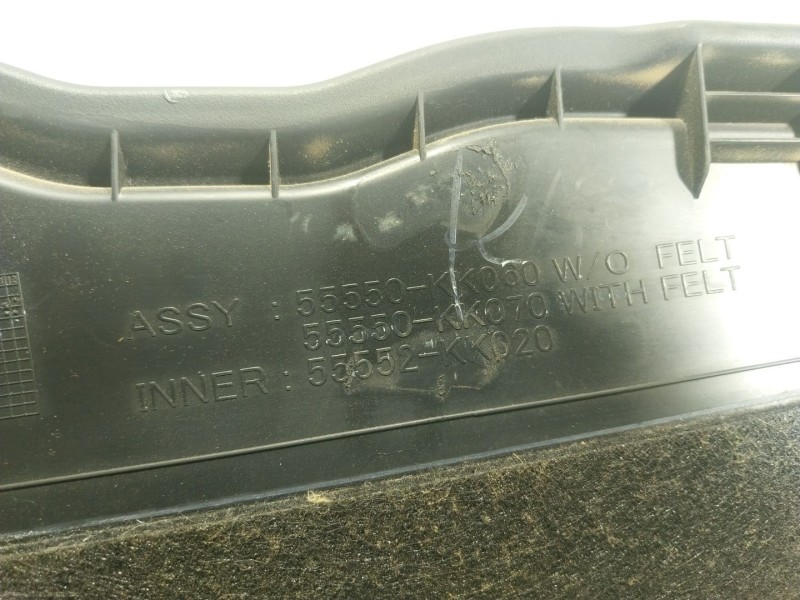 ASSY : 55550-KK060 W/O FELT
55550-KK070 WITH FELT
INNER : 55552-KK020